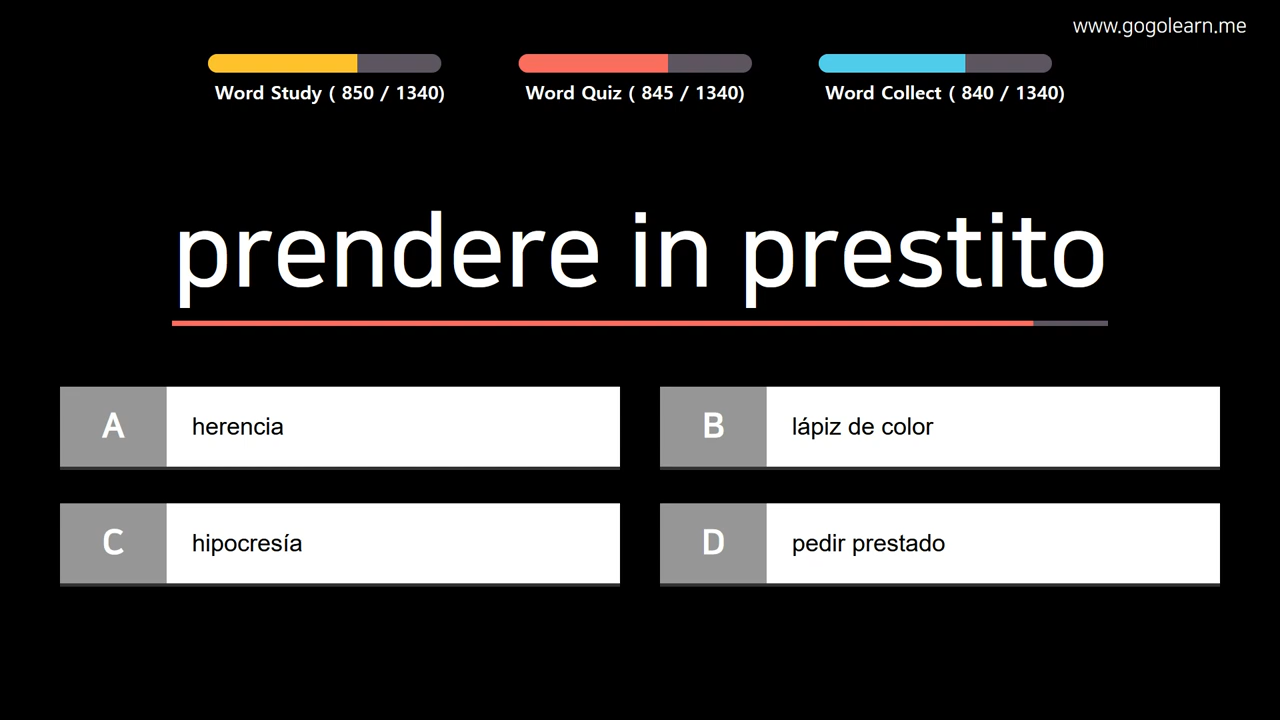 www.gogolearn.me
Word Study ( 850 / 1340)
Word Quiz ( 845 / 1340)
Word Collect ( 840 / 1340)
prendere in prestito
A herencia
B lápiz de color
C hipocresía
D pedir prestado